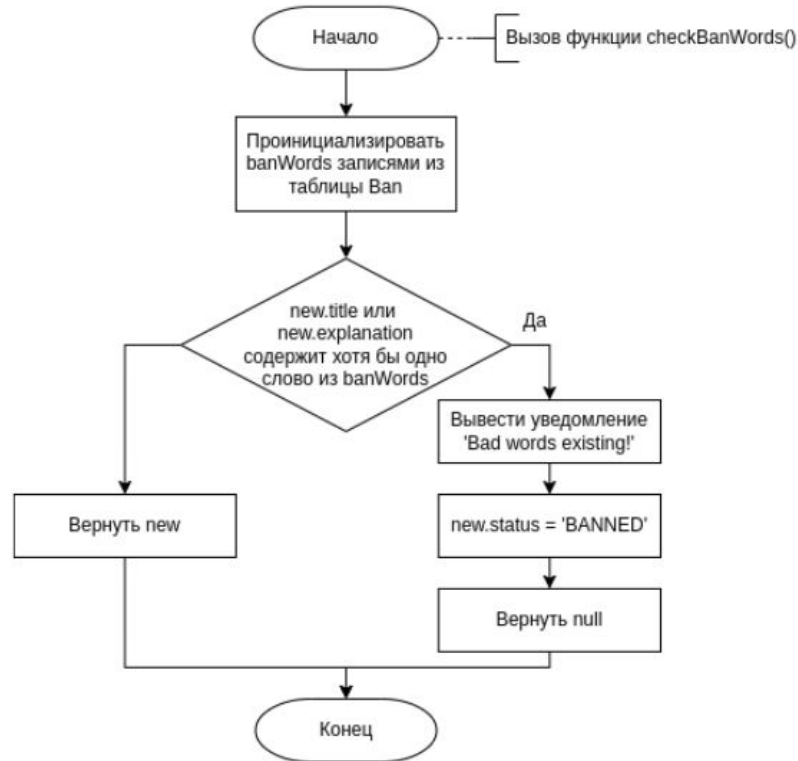 Начало
Вызов функции checkBanWords()
Проинициализировать
banWords записями из
таблицы Ban
new.title или
new.explanation
содержит хотя бы одно
слово из banWords
Да
Вывести уведомление
'Bad words existing!'
Вернуть new
new.status = 'BANNED'
Вернуть null
Конец